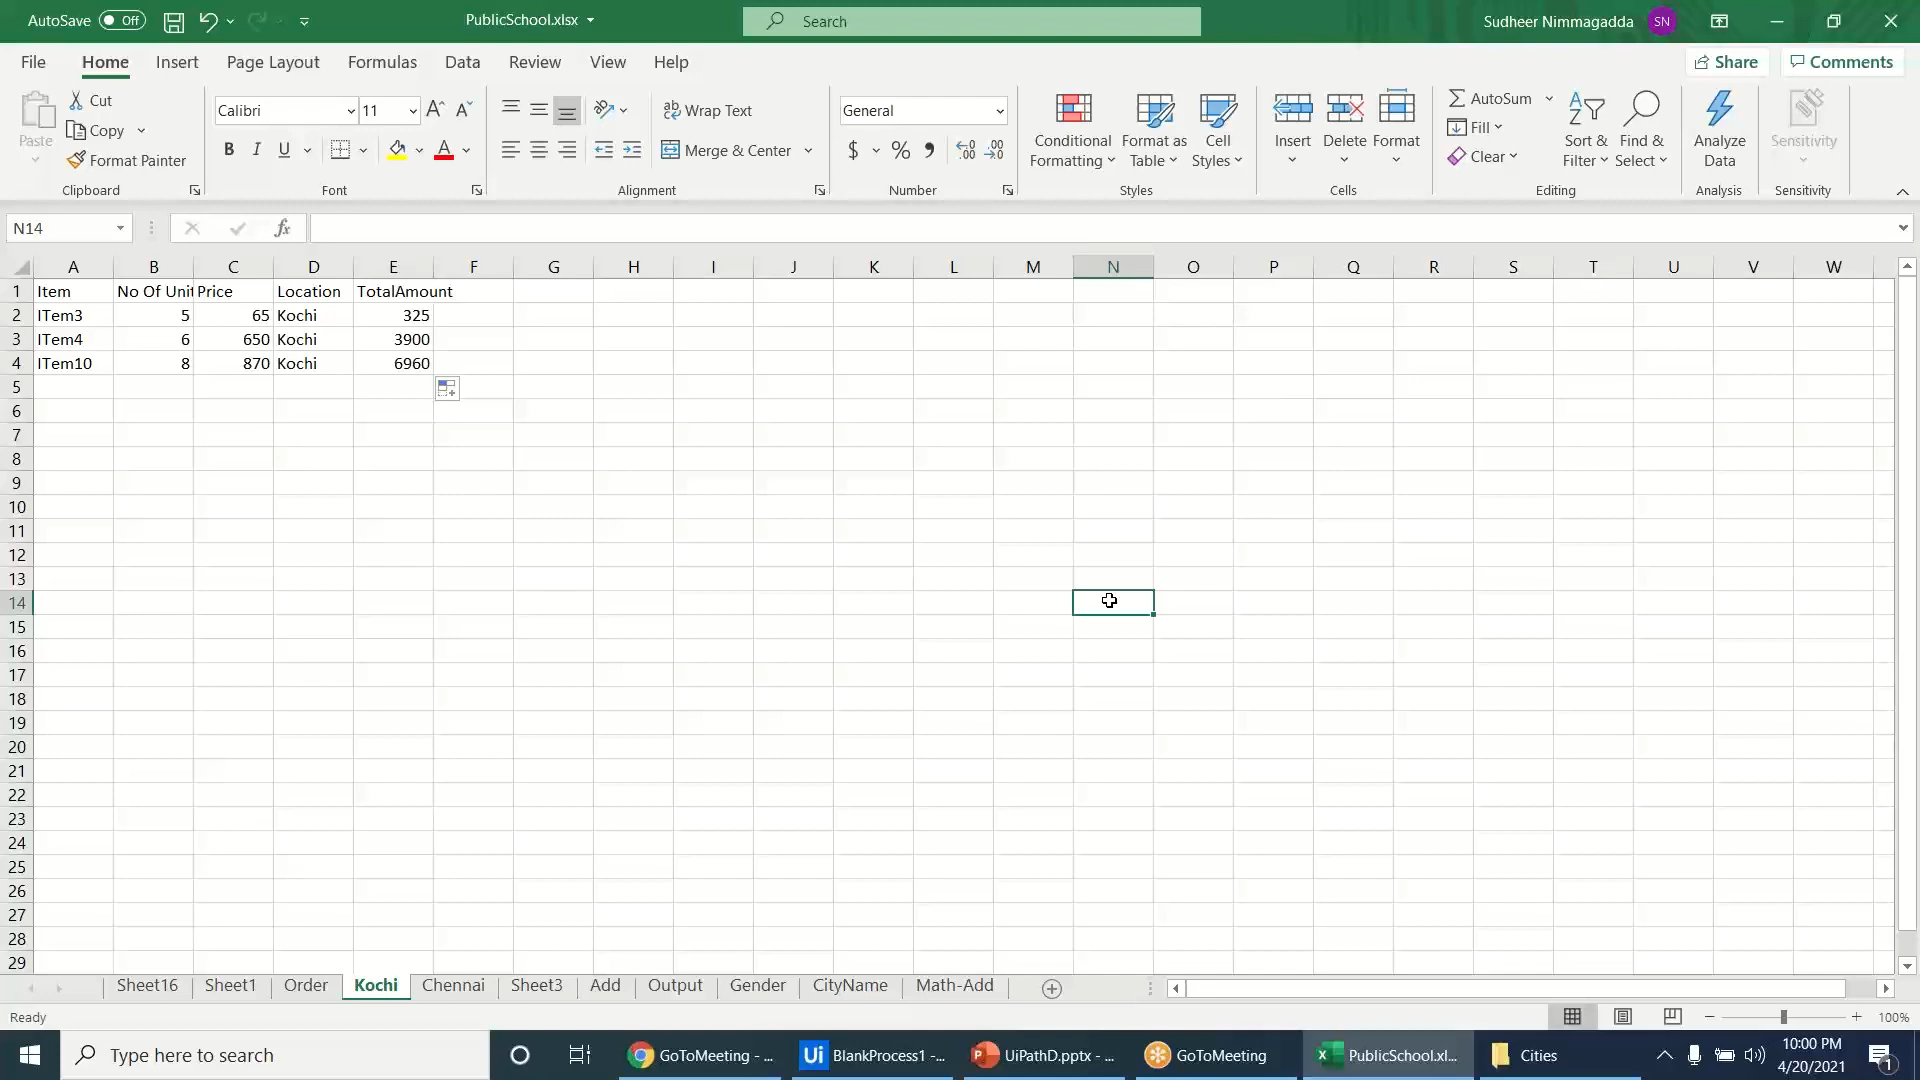 AutoSave Off PublicSchool.xlsx Search Sudheer Nimmagadda SN
File Home Insert Page Layout Formulas Data Review View Help Share Comments
Paste Cut Copy Format Painter Clipboard
Calibri 11 B I U A Font
Wrap Text Merge & Center Alignment
General $ % , Number
Conditional Formatting Format as Table Cell Styles Styles
Insert Delete Format Cells
AutoSum Fill Clear Sort & Filter Find & Select Editing
Analyze Data Analysis
Sensitivity Sensitivity
N14 fx
A B C D E F G H I J K L M N O P Q R S T U V W
1 Item No Of Unit Price Location TotalAmount
2 ITem3 5 65 Kochi 325
3 ITem4 6 650 Kochi 3900
4 ITem10 8 870 Kochi 6960
5
6
7
8
9
10
11
12
13
14
15
16
17
18
19
20
21
22
23
24
25
26
27
28
29
Sheet16 Sheet1 Order Kochi Chennai Sheet3 Add Output Gender CityName Math-Add
Ready 100%
Type here to search GoToMeeting - ... Ui BlankProcess1 -... UiPathD.pptx - ... GoToMeeting PublicSchool.xl... Cities 10:00 PM
4/20/2021 1